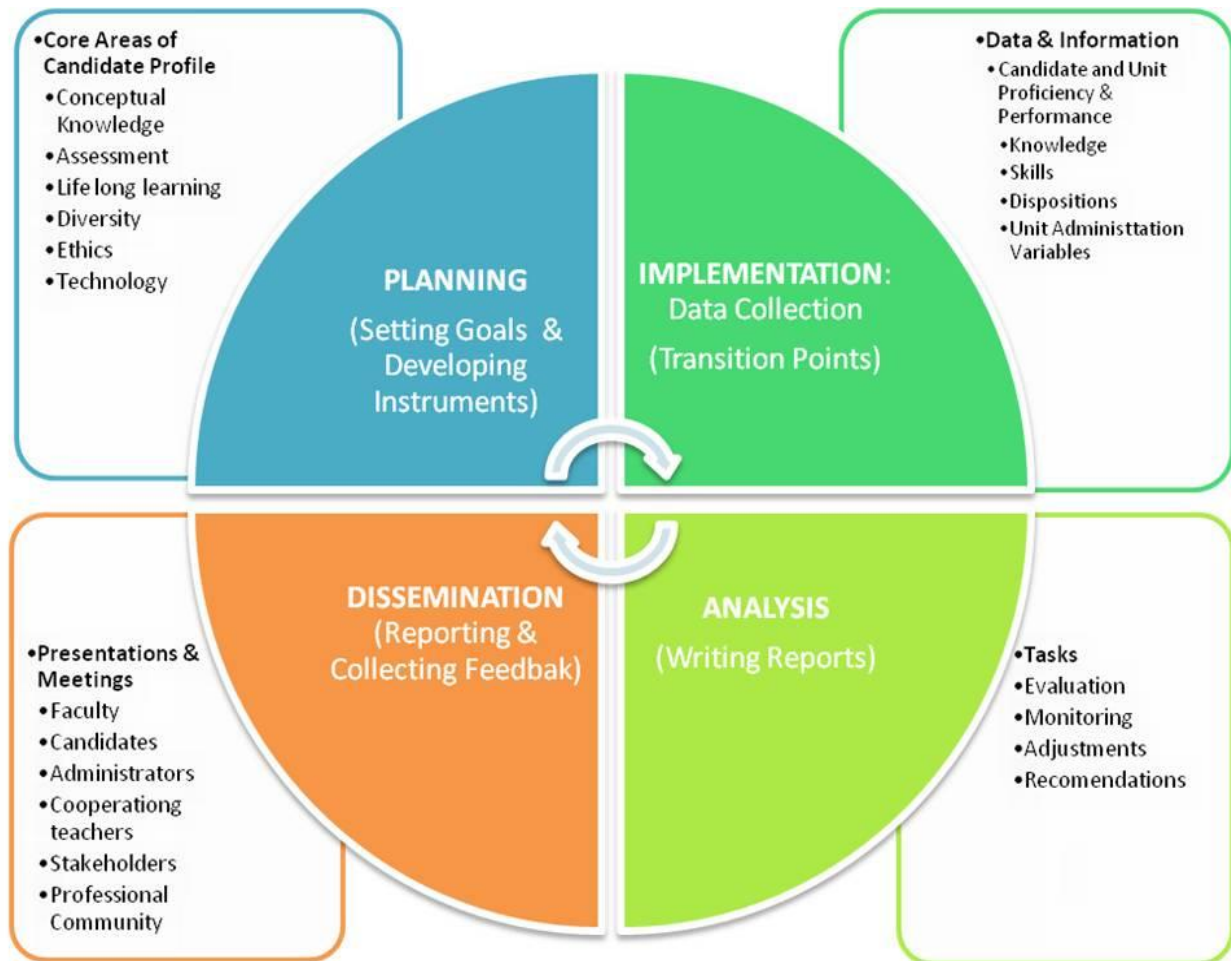 •Core Areas of
Candidate Profile
•Conceptual
Knowledge
•Assessment
•Life long learning
•Diversity
•Ethics
•Technology
PLANNING
(Setting Goals &
Developing
Instruments)
•Data & Information
•Candidate and Unit
Proficiency &
Performance
•Knowledge
•Skills
•Dispositions
•Unit Administtation
Variables
IMPLEMENTATION:
Data Collection
(Transition Points)
•Presentations &
Meetings
•Faculty
•Candidates
•Administrators
•Cooperationg
teachers
•Stakeholders
•Professional
Community
DISSEMINATION
(Reporting &
Collecting Feedbak)
ANALYSIS
(Writing Reports)
•Tasks
•Evaluation
•Monitoring
•Adjustments
•Recomendations